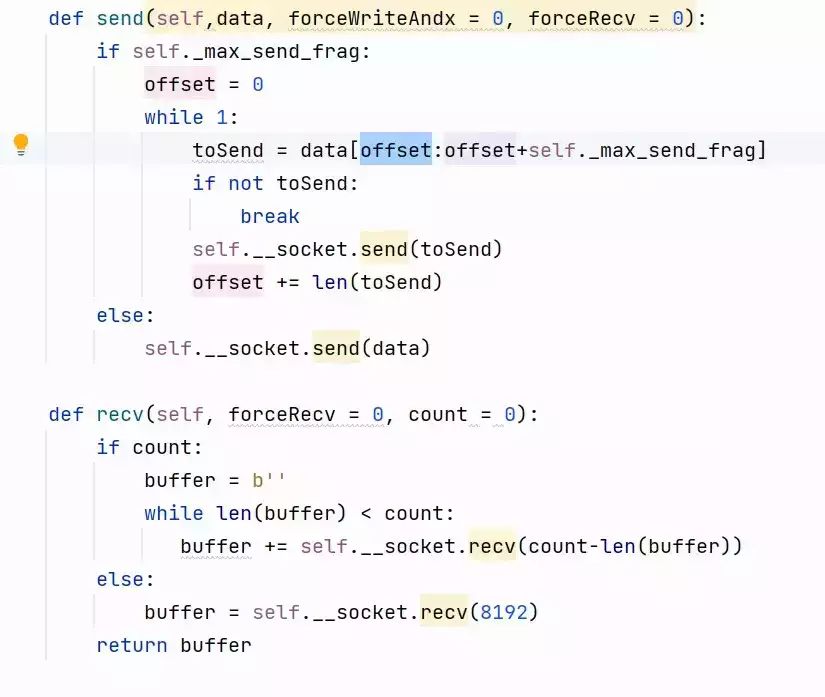 def send(self,data, forceWriteAndx = 0, forceRecv = 0):
    if self._max_send_frag:
        offset = 0
        while 1:
            toSend = data[offset:offset+self._max_send_frag]
            if not toSend:
                break
            self.__socket.send(toSend)
            offset += len(toSend)
    else:
        self.__socket.send(data)

def recv(self, forceRecv = 0, count = 0):
    if count:
        buffer = b''
        while len(buffer) < count:
           buffer += self.__socket.recv(count-len(buffer))
    else:
        buffer = self.__socket.recv(8192)
    return buffer